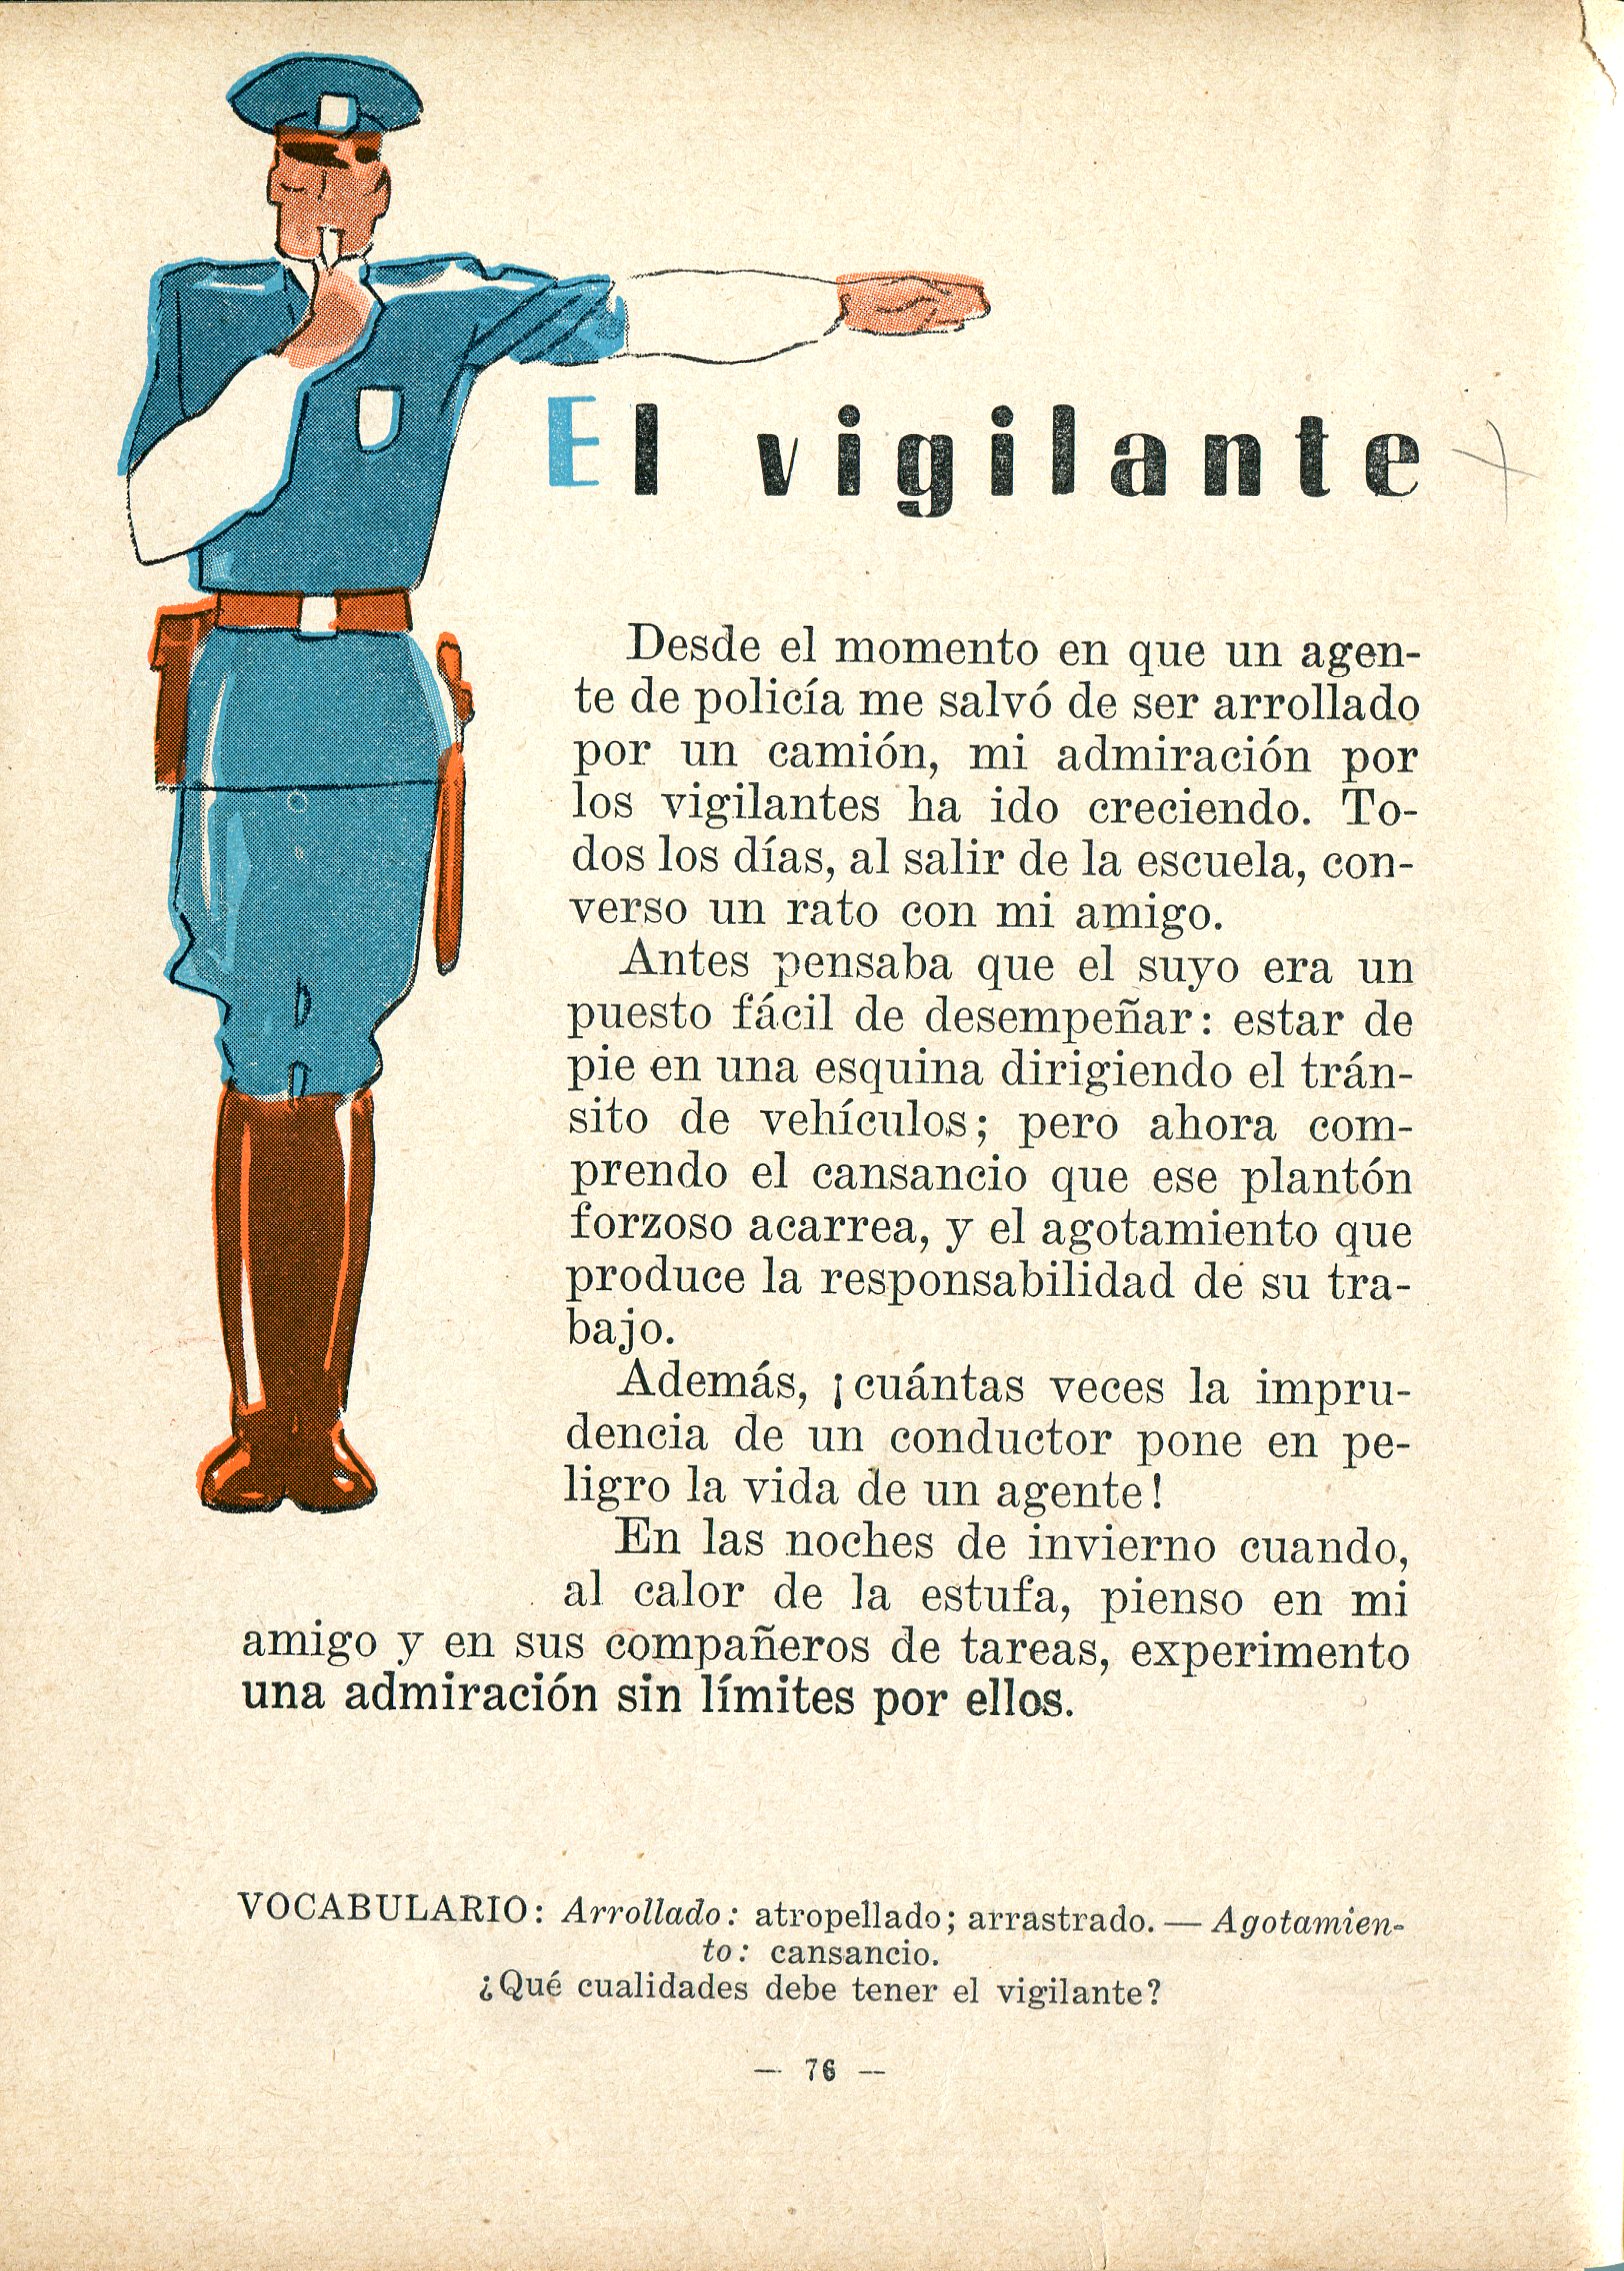 El vigilante
Desde el momento en que un agen-
te de policía me salvó de ser arrollado
por un camión, mi admiración por
los vigilantes ha ido creciendo. To-
dos los días, al salir de la escuela, con-
verso un rato con mi amigo.
Antes pensaba que el suyo era un
puesto fácil de desempeñar: estar de
pie en una esquina dirigiendo el trán-
sito de vehículos; pero ahora com-
prendo el cansancio que ese plantón
forzoso acarrea, y el agotamiento que
produce la responsabilidad de su tra-
bajo.
Además, ¡cuántas veces la impru-
dencia de un conductor pone en pe-
ligro la vida de un agente!
En las noches de invierno cuando,
al calor de la estufa, pienso en mi
amigo y en sus compañeros de tareas, experimento
una admiración sin límites por ellos.
VOCABULARIO: Arrollado: atropellado; arrastrado. — Agotamien-
to: cansancio.
¿Qué cualidades debe tener el vigilante?
— 76 —